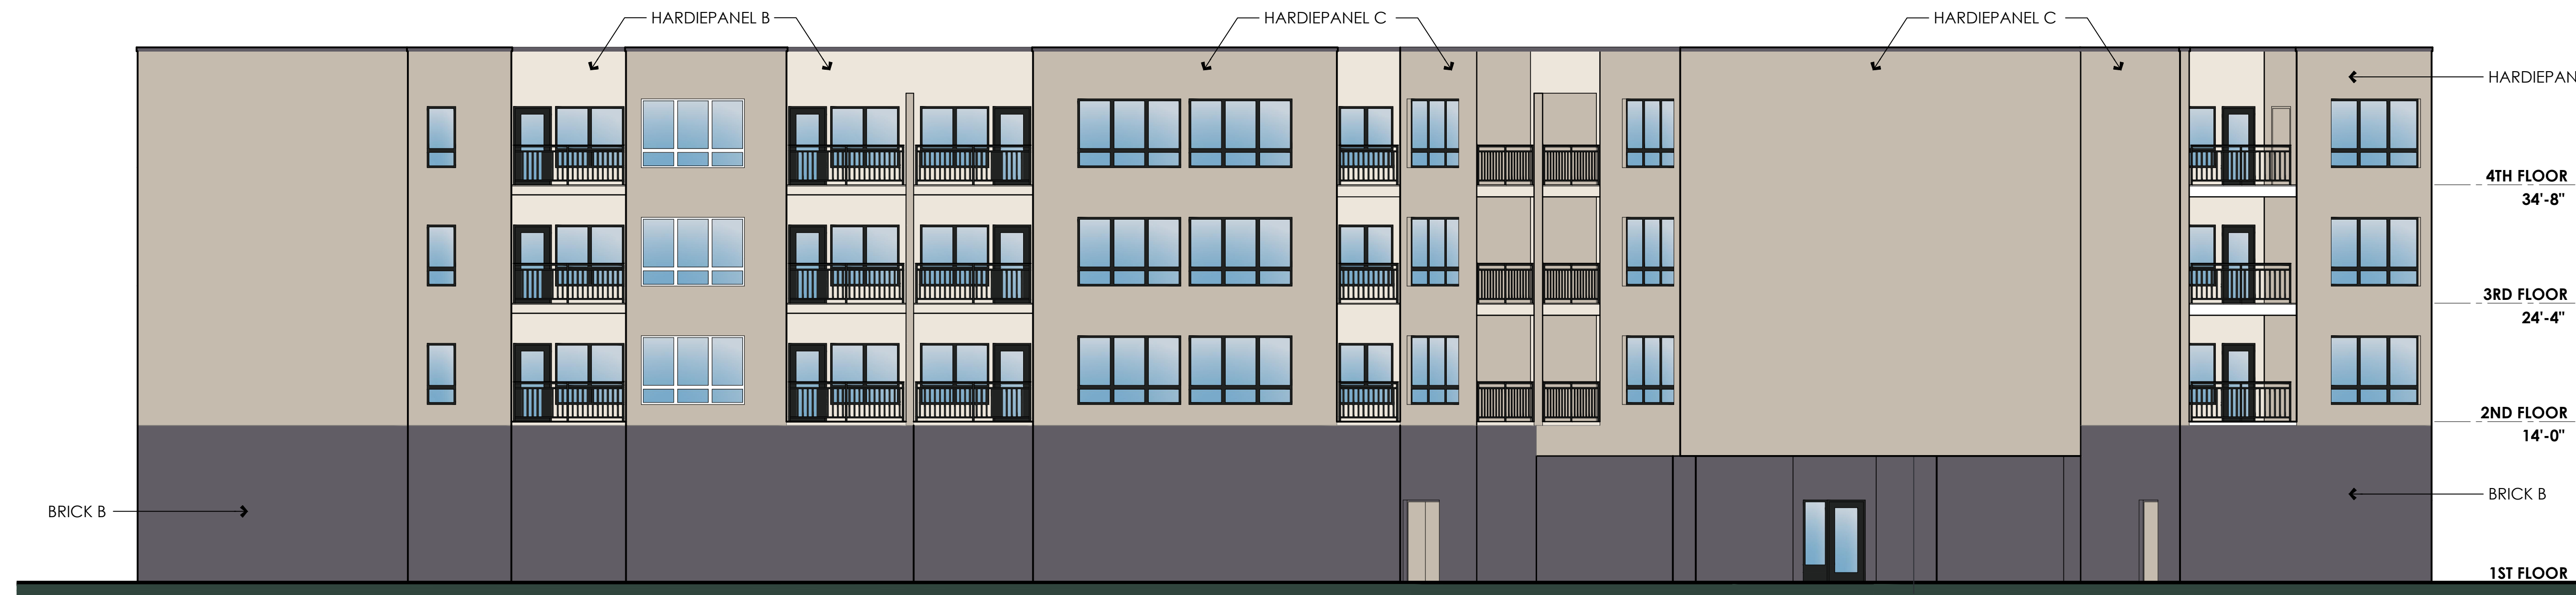 HARDIEPANEL B
HARDIEPANEL C
HARDIEPANEL C
HARDIEPAN
4TH FLOOR
34'-8"
3RD FLOOR
24'-4"
2ND FLOOR
14'-0"
BRICK B
BRICK B
1ST FLOOR